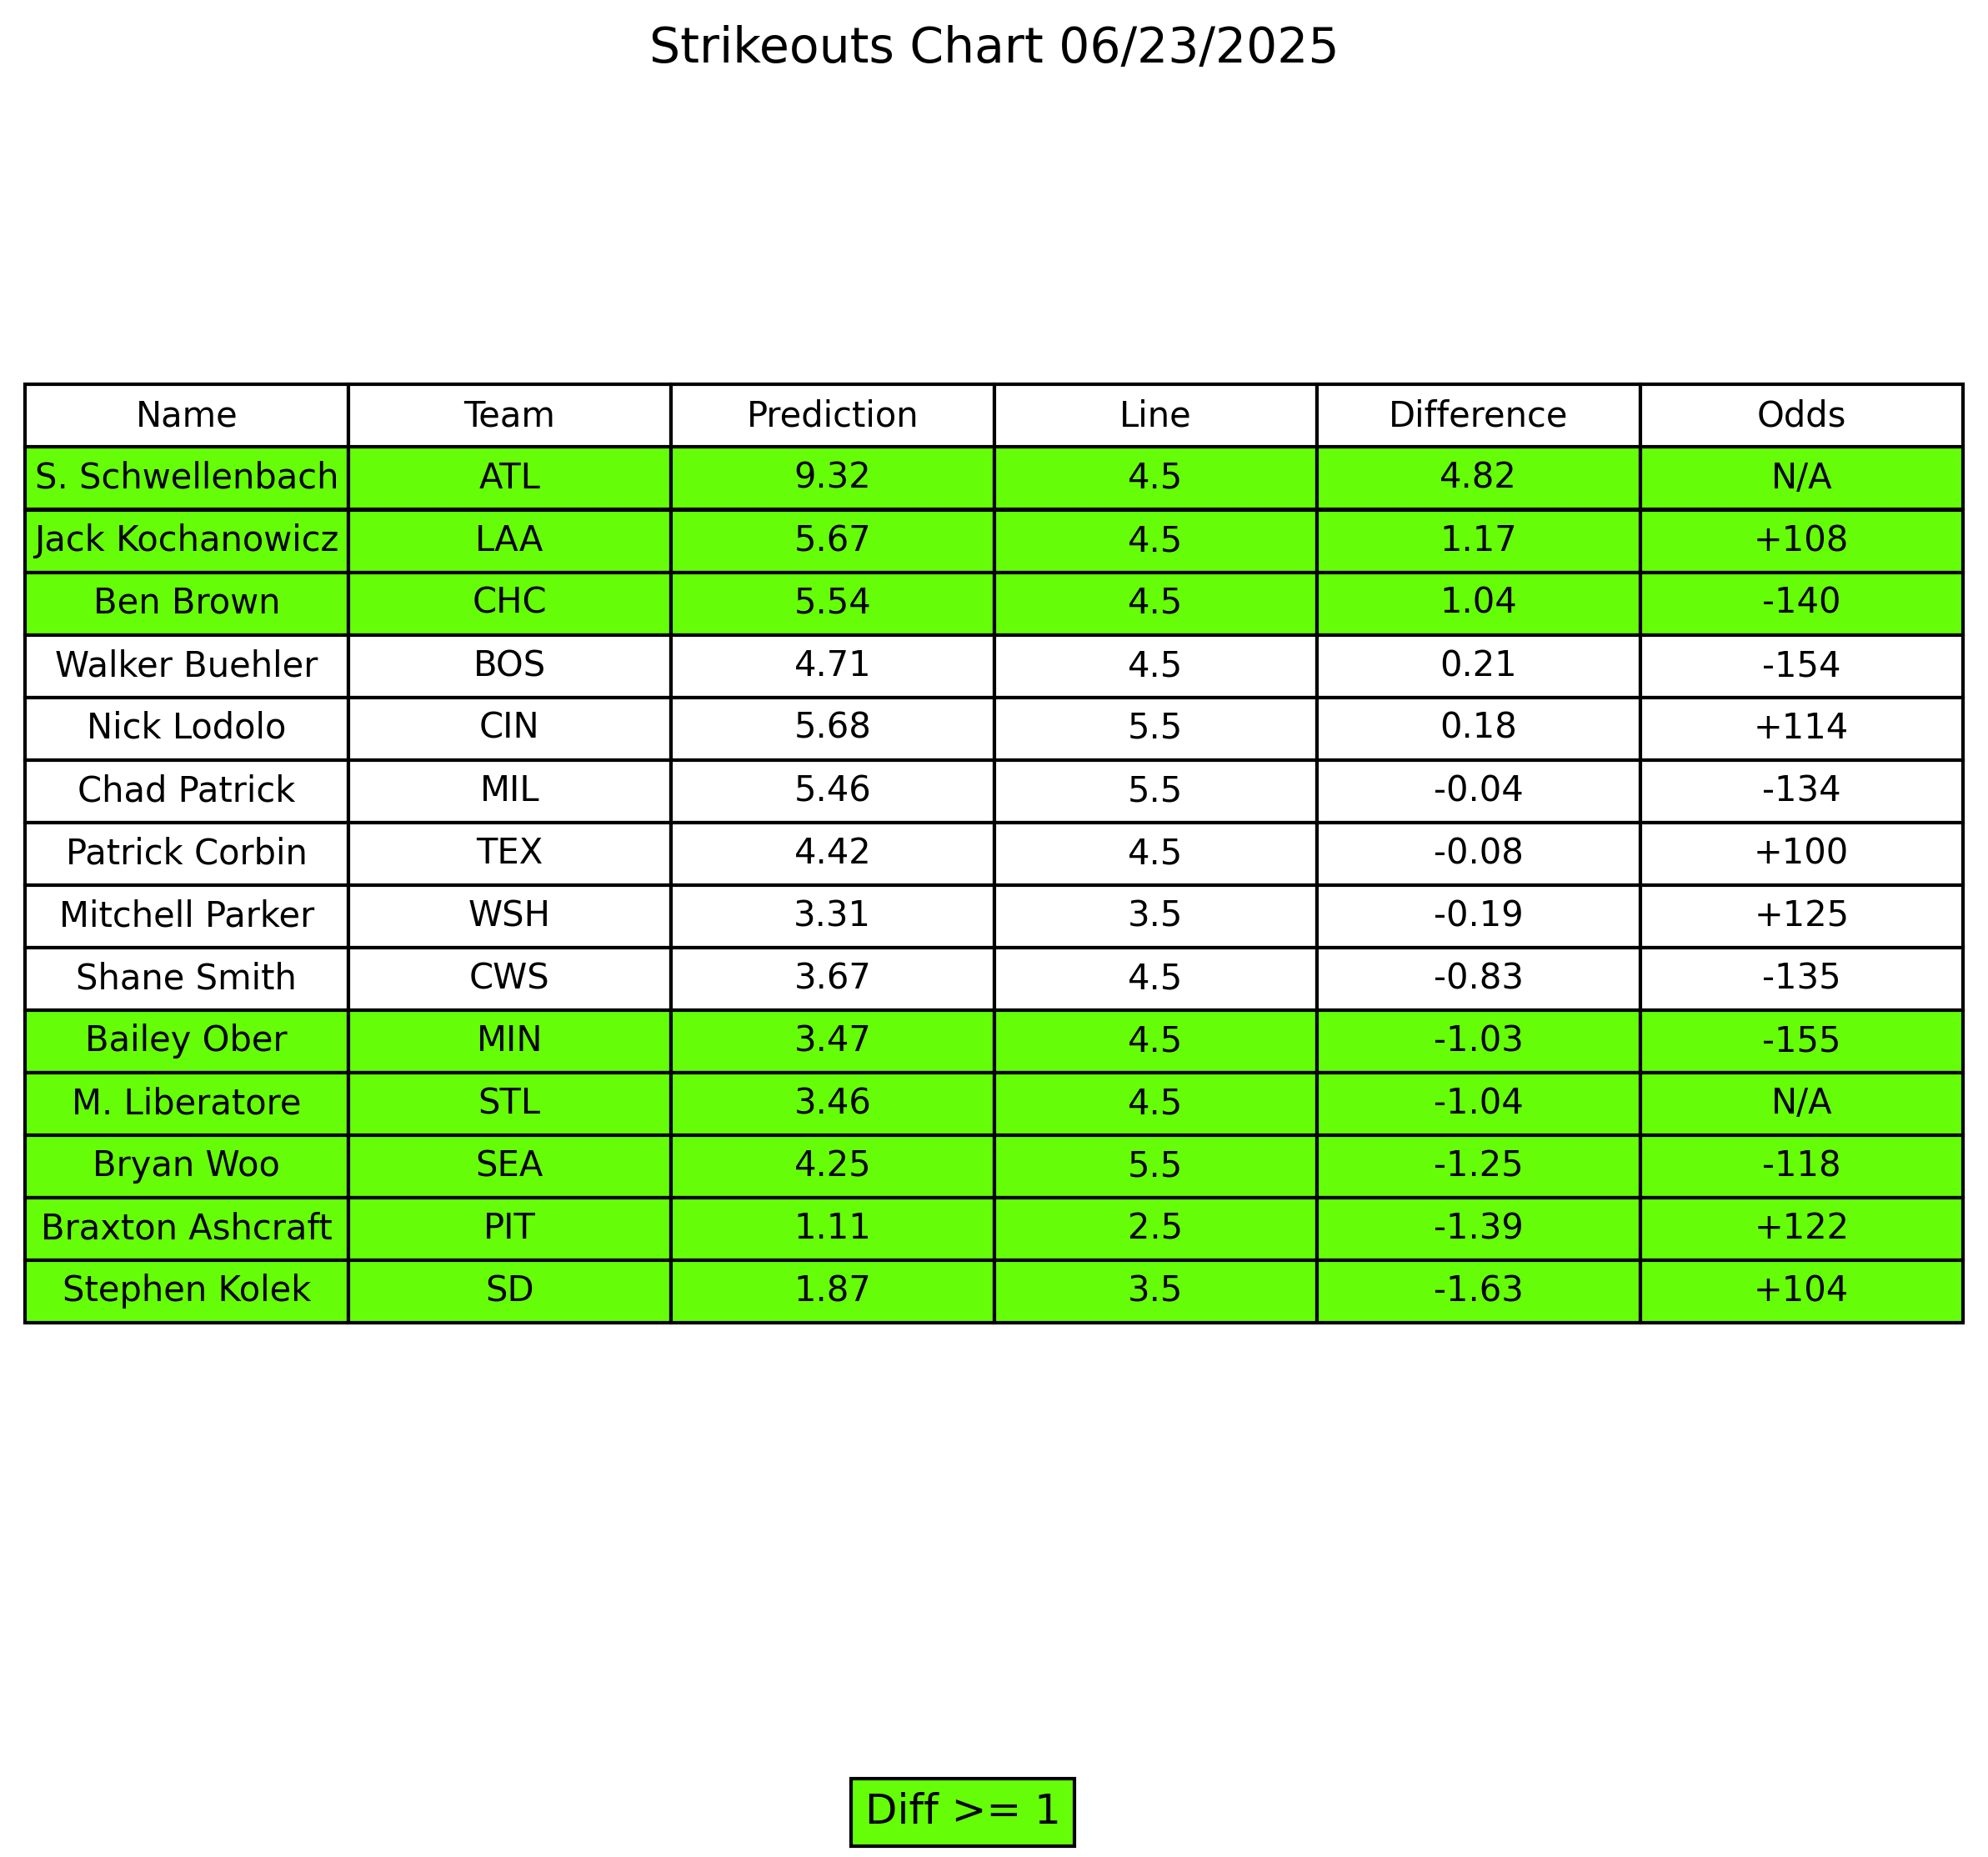 Strikeouts Chart 06/23/2025
Name Team Prediction Line Difference Odds
S. Schwellenbach ATL 9.32 4.5 4.82 N/A
Jack Kochanowicz LAA 5.67 4.5 1.17 +108
Ben Brown CHC 5.54 4.5 1.04 -140
Walker Buehler BOS 4.71 4.5 0.21 -154
Nick Lodolo CIN 5.68 5.5 0.18 +114
Chad Patrick MIL 5.46 5.5 -0.04 -134
Patrick Corbin TEX 4.42 4.5 -0.08 +100
Mitchell Parker WSH 3.31 3.5 -0.19 +125
Shane Smith CWS 3.67 4.5 -0.83 -135
Bailey Ober MIN 3.47 4.5 -1.03 -155
M. Liberatore STL 3.46 4.5 -1.04 N/A
Bryan Woo SEA 4.25 5.5 -1.25 -118
Braxton Ashcraft PIT 1.11 2.5 -1.39 +122
Stephen Kolek SD 1.87 3.5 -1.63 +104
Diff >= 1